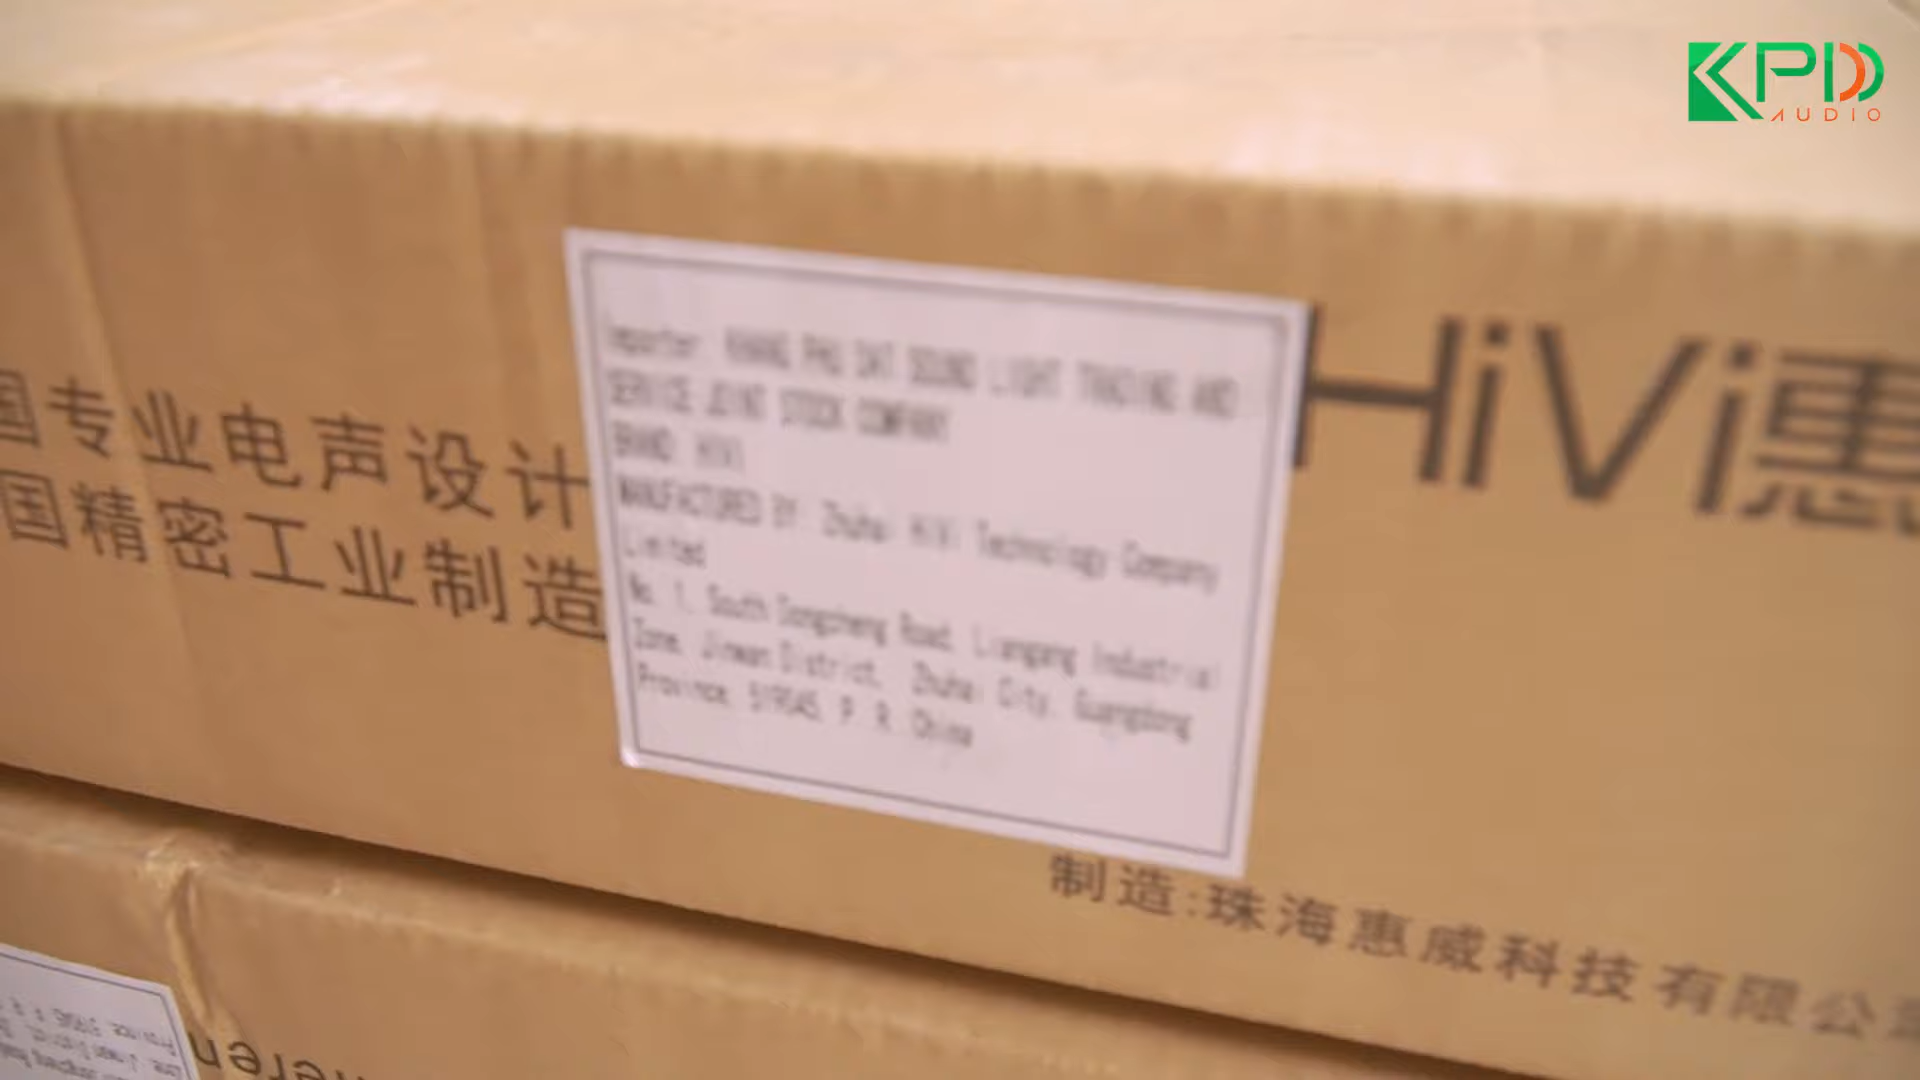 KPD
AUDIO
国专业电声设计
国精密工业制造
Importer: KHANG PHU DAT SOUND LIGHT TRADING AND
SERVICE JOINT STOCK COMPANY
BRAND: HiVi
MANUFACTURED BY: Zhuhai HiVi Technology Company
Limited
No. 1, South Dongcheng Road, Liangang Industrial
Zone, Jinwan District, Zhuhai City, Guangdong
Province, 519045, P. R. China
HiVi惠
制造:珠海惠威科技有限公司